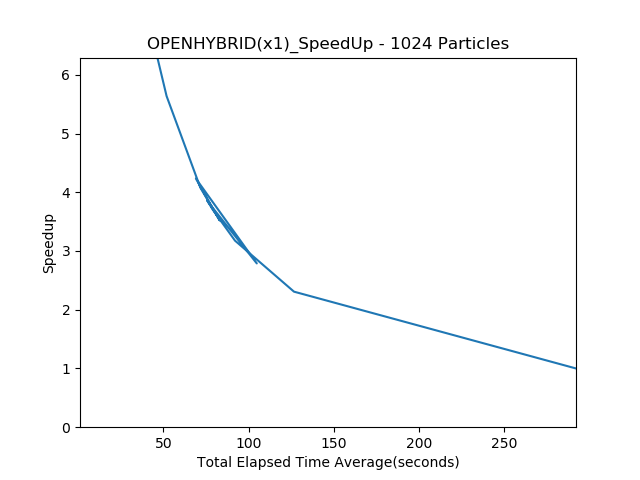 OPENHYBRID(x1)_SpeedUp - 1024 Particles
6
5
4
3
2
1
0
Speedup
50 100 150 200 250
Total Elapsed Time Average(seconds)